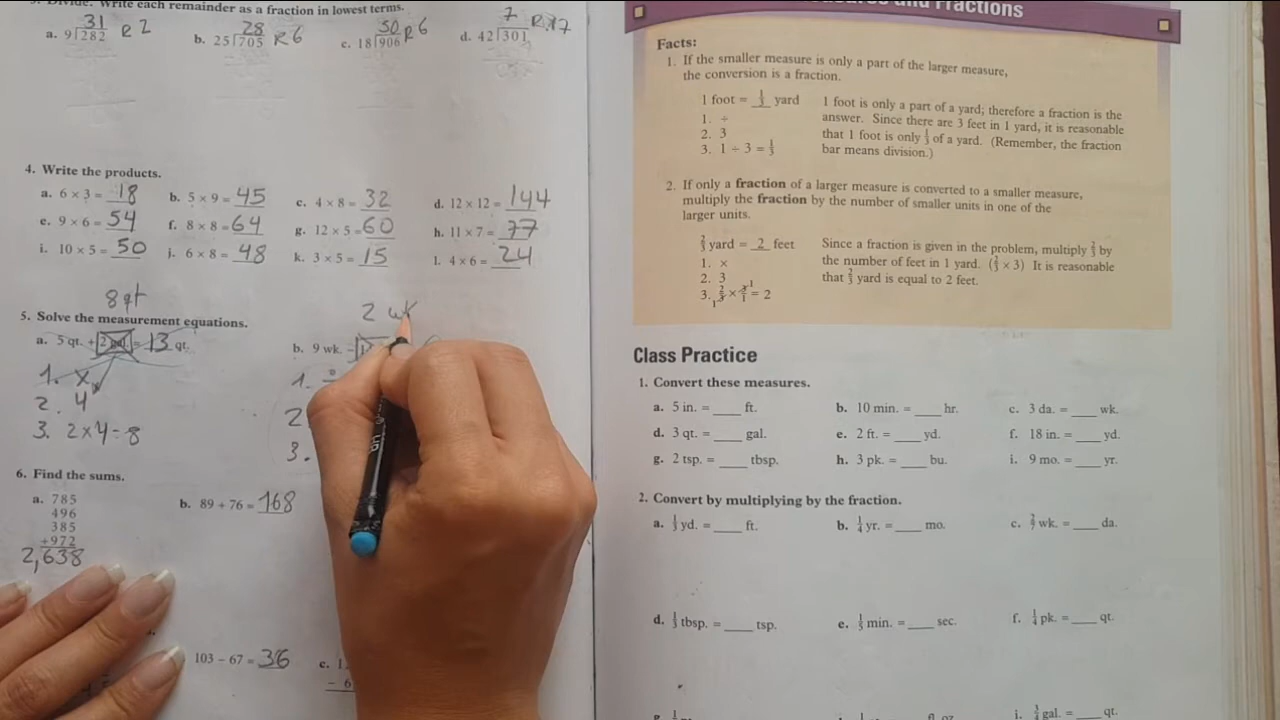 Write each remainder as a fraction in lowest terms.
31 28 50 7
a. 9)282 R 2 b. 25)705 R 6 c. 18)906 R 6 d. 42)301
4. Write the products.
a. 6 × 3 = 18 b. 5 × 9 = 45 c. 4 × 8 = 32 d. 12 × 12 = 144
e. 9 × 6 = 54 f. 8 × 8 = 64 g. 12 × 5 = 60 h. 11 × 7 = 77
i. 10 × 5 = 50 j. 6 × 8 = 48 k. 3 × 5 = 15 l. 4 × 6 = 24
8 qt 2 wk
5. Solve the measurement equations.
a. 5 qt. + 2 gal. = 13 qt. b. 9 wk.
1. × 1. ÷
2. 4 2
3. 2×4=8 3.
6. Find the sums.
a. 785
496
385
+972
2,638
b. 89 + 76 = 168
103 – 67 = 36
and Fractions
Facts:
1. If the smaller measure is only a part of the larger measure,
the conversion is a fraction.
1 foot = 1/3 yard
1. ÷
2. 3
3. 1 ÷ 3 = 1/3
1 foot is only a part of a yard; therefore a fraction is the
answer. Since there are 3 feet in 1 yard, it is reasonable
that 1 foot is only 1/3 of a yard. (Remember, the fraction
bar means division.)
2. If only a fraction of a larger measure is converted to a smaller measure,
multiply the fraction by the number of smaller units in one of the
larger units.
2/3 yard = 2 feet
1. ×
2. 3
3. 2/3 × 3/1 = 2
Since a fraction is given in the problem, multiply 2/3 by
the number of feet in 1 yard. (2/3 × 3) It is reasonable
that 2/3 yard is equal to 2 feet.
Class Practice
1. Convert these measures.
a. 5 in. = ___ ft. b. 10 min. = ___ hr. c. 3 da. = ___ wk.
d. 3 qt. = ___ gal. e. 2 ft. = ___ yd. f. 18 in. = ___ yd.
g. 2 tsp. = ___ tbsp. h. 3 pk. = ___ bu. i. 9 mo. = ___ yr.
2. Convert by multiplying by the fraction.
a. 1/3 yd. = ___ ft. b. 1/4 yr. = ___ mo. c. 2/7 wk. = ___ da.
d. 1/3 tbsp. = ___ tsp. e. 1/5 min. = ___ sec. f. 1/4 pk. = ___ qt.
fl. oz. i. 3/4 gal. = ___ qt.